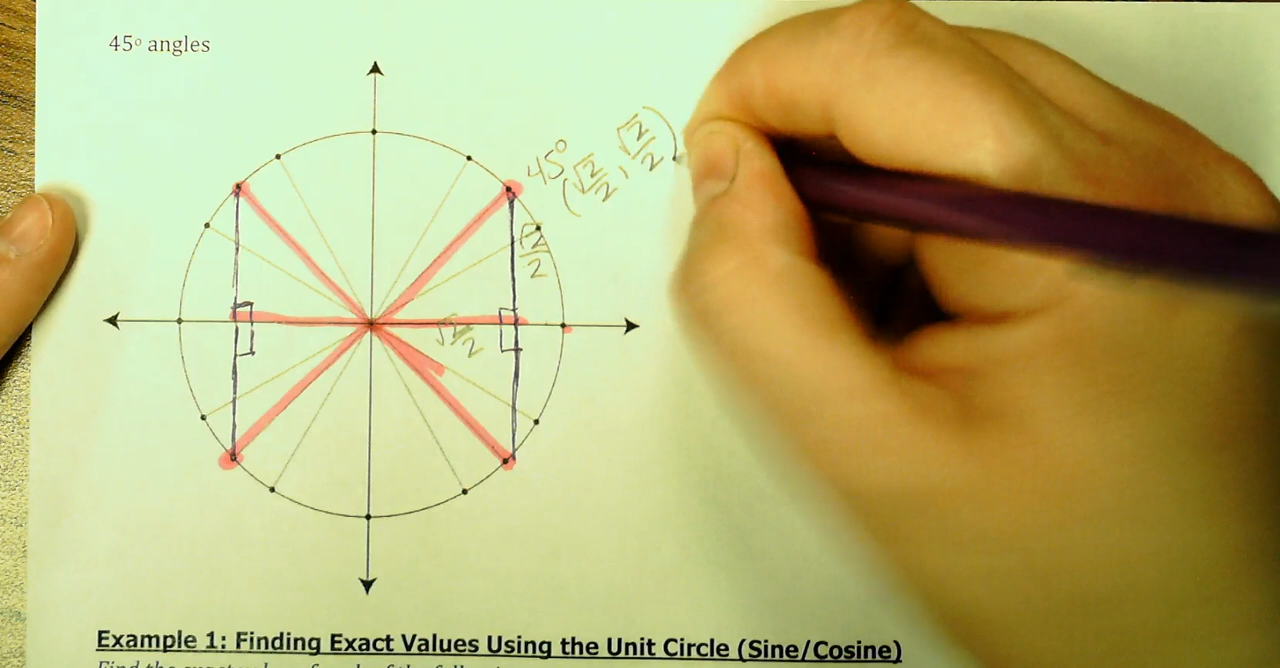 45° angles
45°
(√2/2, √2/2)
√2/2
√2/2
Example 1: Finding Exact Values Using the Unit Circle (Sine/Cosine)